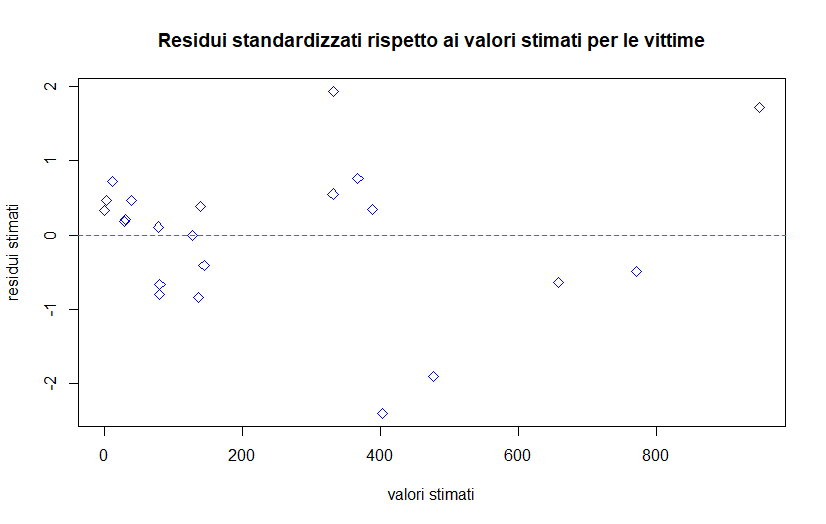 Residui standardizzati rispetto ai valori stimati per le vittime
2
1
0
-1
-2
residui stimati
0 200 400 600 800
valori stimati